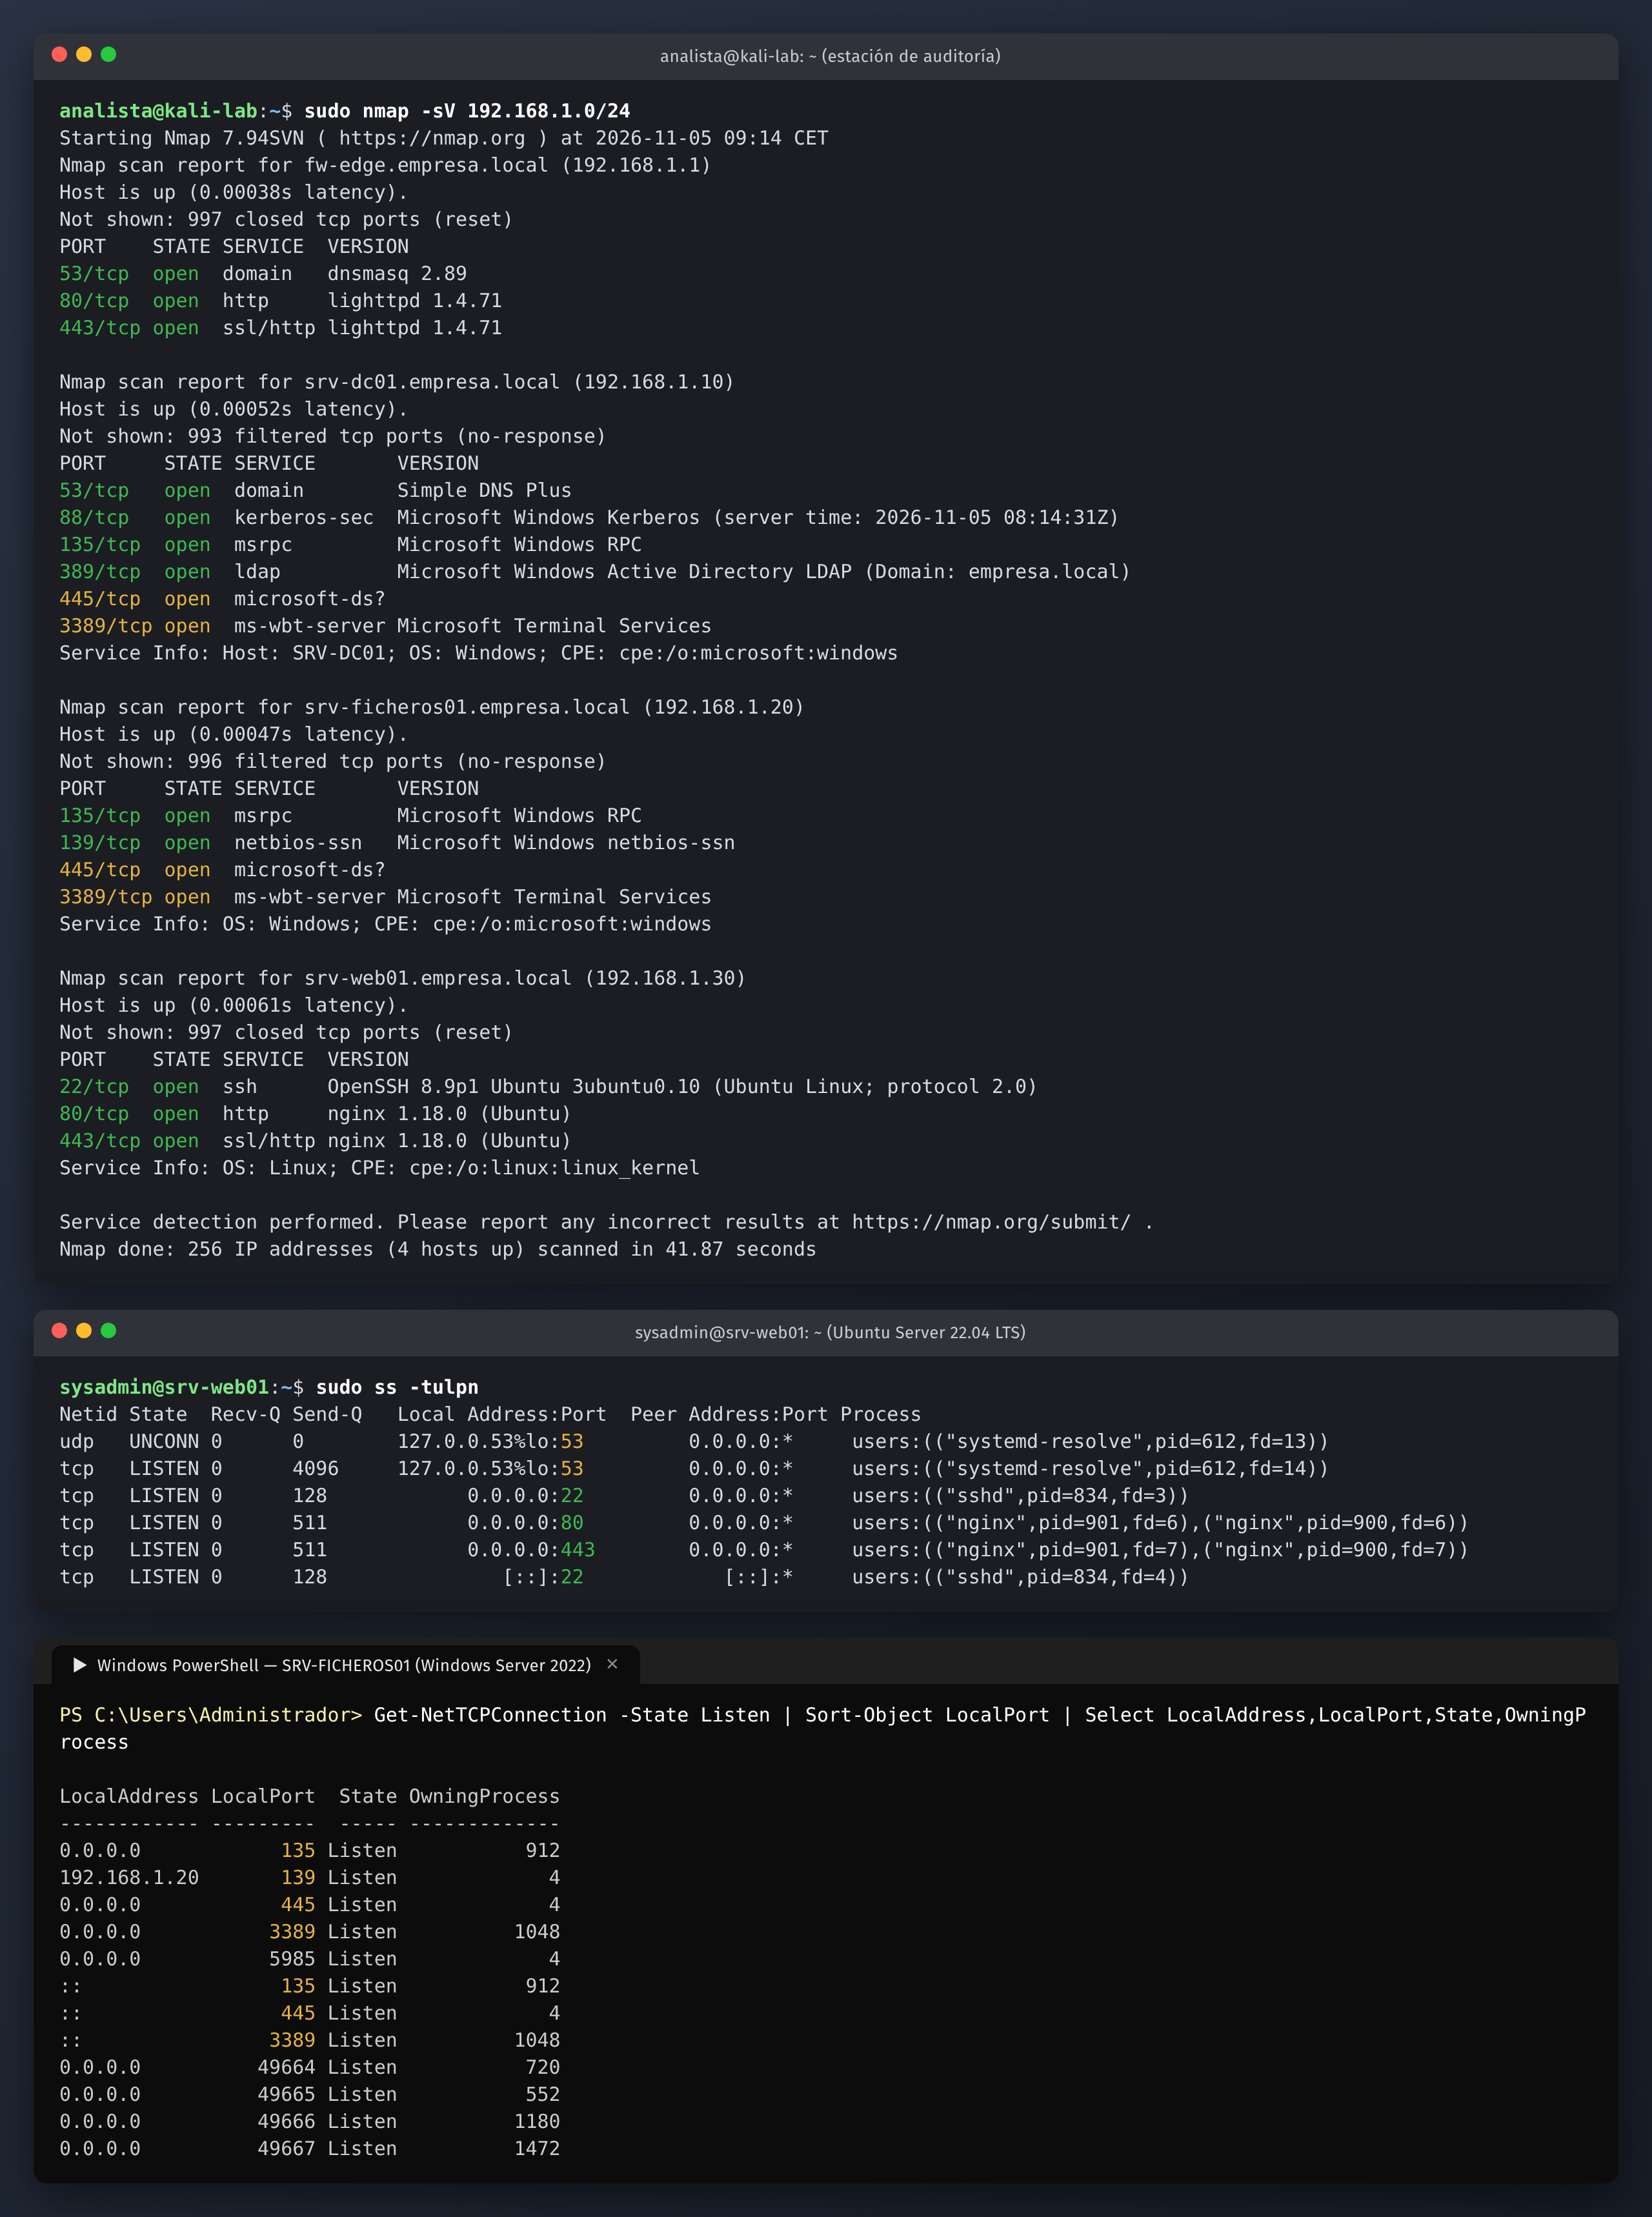 analista@kali-lab: ~ (estación de auditoría)
analista@kali-lab:~$ sudo nmap -sV 192.168.1.0/24
Starting Nmap 7.94SVN ( https://nmap.org ) at 2026-11-05 09:14 CET
Nmap scan report for fw-edge.empresa.local (192.168.1.1)
Host is up (0.00038s latency).
Not shown: 997 closed tcp ports (reset)
PORT    STATE SERVICE  VERSION
53/tcp  open  domain   dnsmasq 2.89
80/tcp  open  http     lighttpd 1.4.71
443/tcp open  ssl/http lighttpd 1.4.71

Nmap scan report for srv-dc01.empresa.local (192.168.1.10)
Host is up (0.00052s latency).
Not shown: 993 filtered tcp ports (no-response)
PORT     STATE SERVICE       VERSION
53/tcp   open  domain        Simple DNS Plus
88/tcp   open  kerberos-sec  Microsoft Windows Kerberos (server time: 2026-11-05 08:14:31Z)
135/tcp  open  msrpc         Microsoft Windows RPC
389/tcp  open  ldap          Microsoft Windows Active Directory LDAP (Domain: empresa.local)
445/tcp  open  microsoft-ds?
3389/tcp open  ms-wbt-server Microsoft Terminal Services
Service Info: Host: SRV-DC01; OS: Windows; CPE: cpe:/o:microsoft:windows

Nmap scan report for srv-ficheros01.empresa.local (192.168.1.20)
Host is up (0.00047s latency).
Not shown: 996 filtered tcp ports (no-response)
PORT     STATE SERVICE       VERSION
135/tcp  open  msrpc         Microsoft Windows RPC
139/tcp  open  netbios-ssn   Microsoft Windows netbios-ssn
445/tcp  open  microsoft-ds?
3389/tcp open  ms-wbt-server Microsoft Terminal Services
Service Info: OS: Windows; CPE: cpe:/o:microsoft:windows

Nmap scan report for srv-web01.empresa.local (192.168.1.30)
Host is up (0.00061s latency).
Not shown: 997 closed tcp ports (reset)
PORT    STATE SERVICE  VERSION
22/tcp  open  ssh      OpenSSH 8.9p1 Ubuntu 3ubuntu0.10 (Ubuntu Linux; protocol 2.0)
80/tcp  open  http     nginx 1.18.0 (Ubuntu)
443/tcp open  ssl/http nginx 1.18.0 (Ubuntu)
Service Info: OS: Linux; CPE: cpe:/o:linux:linux_kernel

Service detection performed. Please report any incorrect results at https://nmap.org/submit/ .
Nmap done: 256 IP addresses (4 hosts up) scanned in 41.87 seconds
sysadmin@srv-web01: ~ (Ubuntu Server 22.04 LTS)
sysadmin@srv-web01:~$ sudo ss -tulpn
Netid State  Recv-Q Send-Q   Local Address:Port  Peer Address:Port Process
udp   UNCONN 0      0        127.0.0.53%lo:53         0.0.0.0:*     users:(("systemd-resolve",pid=612,fd=13))
tcp   LISTEN 0      4096     127.0.0.53%lo:53         0.0.0.0:*     users:(("systemd-resolve",pid=612,fd=14))
tcp   LISTEN 0      128            0.0.0.0:22         0.0.0.0:*     users:(("sshd",pid=834,fd=3))
tcp   LISTEN 0      511            0.0.0.0:80         0.0.0.0:*     users:(("nginx",pid=901,fd=6),("nginx",pid=900,fd=6))
tcp   LISTEN 0      511            0.0.0.0:443        0.0.0.0:*     users:(("nginx",pid=901,fd=7),("nginx",pid=900,fd=7))
tcp   LISTEN 0      128               [::]:22            [::]:*     users:(("sshd",pid=834,fd=4))
▶ Windows PowerShell — SRV-FICHEROS01 (Windows Server 2022) ✕
PS C:\Users\Administrador> Get-NetTCPConnection -State Listen | Sort-Object LocalPort | Select LocalAddress,LocalPort,State,OwningP
rocess

LocalAddress LocalPort  State OwningProcess
------------ ---------  ----- -------------
0.0.0.0            135 Listen           912
192.168.1.20       139 Listen             4
0.0.0.0            445 Listen             4
0.0.0.0           3389 Listen          1048
0.0.0.0           5985 Listen             4
::                 135 Listen           912
::                 445 Listen             4
::                3389 Listen          1048
0.0.0.0          49664 Listen           720
0.0.0.0          49665 Listen           552
0.0.0.0          49666 Listen          1180
0.0.0.0          49667 Listen          1472